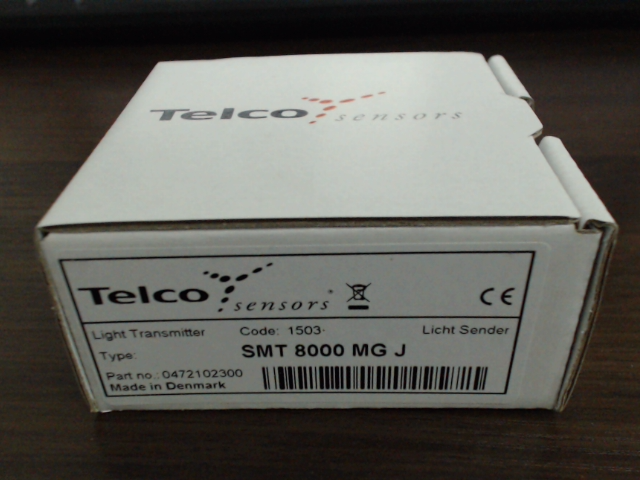 Telco sensors
Telco sensors
CE
Light Transmitter Code: 1503 Licht Sender
Type: SMT 8000 MG J
Part no.: 0472102300
Made in Denmark